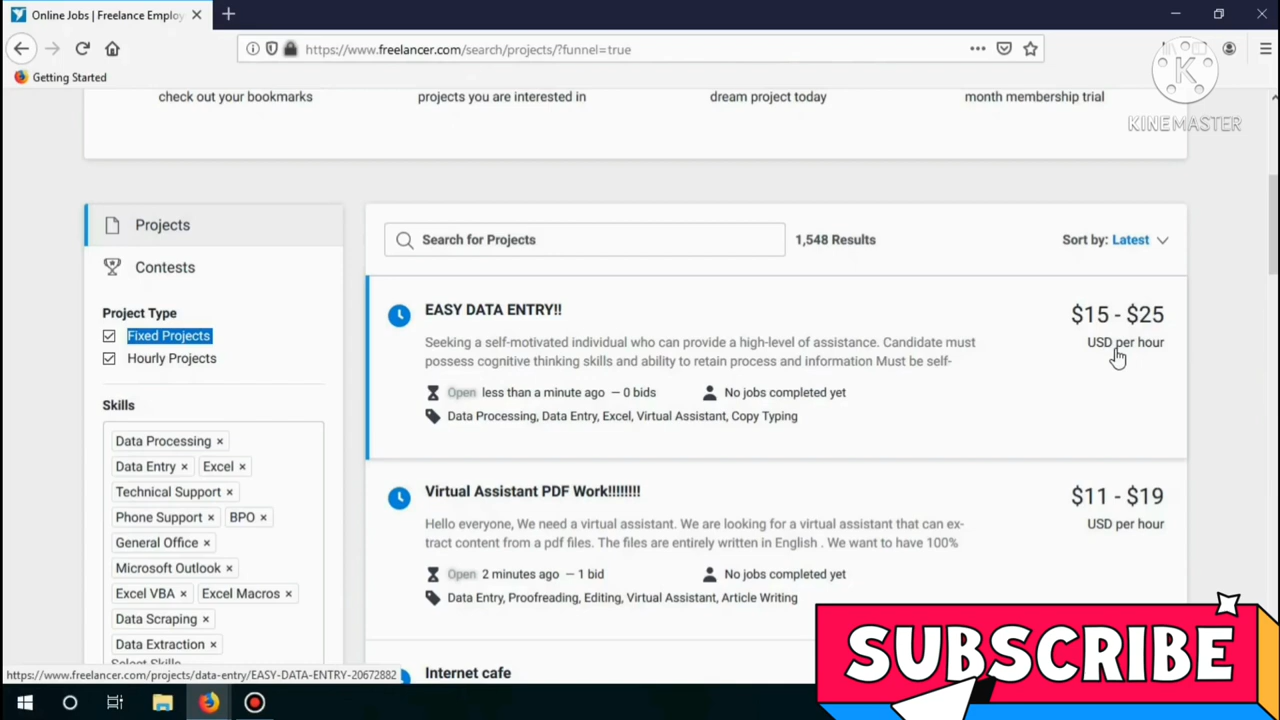 Online Jobs | Freelance Employ
https://www.freelancer.com/search/projects/?funnel=true
Getting Started
K
KINEMASTER
check out your bookmarks
projects you are interested in
dream project today
month membership trial
Projects
Contests
Project Type
Fixed Projects
Hourly Projects
Skills
Data Processing ×
Data Entry × Excel ×
Technical Support ×
Phone Support × BPO ×
General Office ×
Microsoft Outlook ×
Excel VBA × Excel Macros ×
Data Scraping ×
Data Extraction ×
Select Skills
Search for Projects
1,548 Results
Sort by: Latest
EASY DATA ENTRY!!
$15 - $25
USD per hour
Seeking a self-motivated individual who can provide a high-level of assistance. Candidate must
possess cognitive thinking skills and ability to retain process and information Must be self-
Open less than a minute ago — 0 bids
No jobs completed yet
Data Processing, Data Entry, Excel, Virtual Assistant, Copy Typing
Virtual Assistant PDF Work!!!!!!!!
$11 - $19
USD per hour
Hello everyone, We need a virtual assistant. We are looking for a virtual assistant that can ex-
tract content from a pdf files. The files are entirely written in English . We want to have 100%
Open 2 minutes ago — 1 bid
No jobs completed yet
Data Entry, Proofreading, Editing, Virtual Assistant, Article Writing
Internet cafe
https://www.freelancer.com/projects/data-entry/EASY-DATA-ENTRY-20672882
SUBSCRIBE